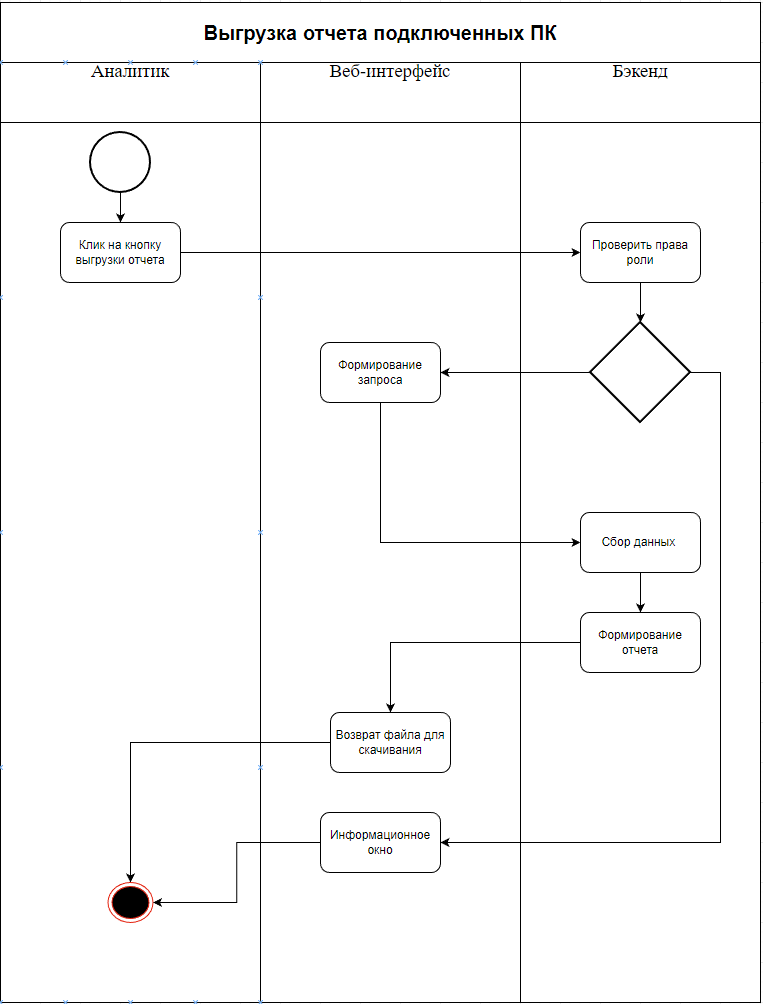 Выгрузка отчета подключенных ПК
Аналитик
Веб-интерфейс
Бэкенд
Клик на кнопку
выгрузки отчета
Проверить права
роли
Формирование
запроса
Сбор данных
Формирование
отчета
Возврат файла для
скачивания
Информационное
окно